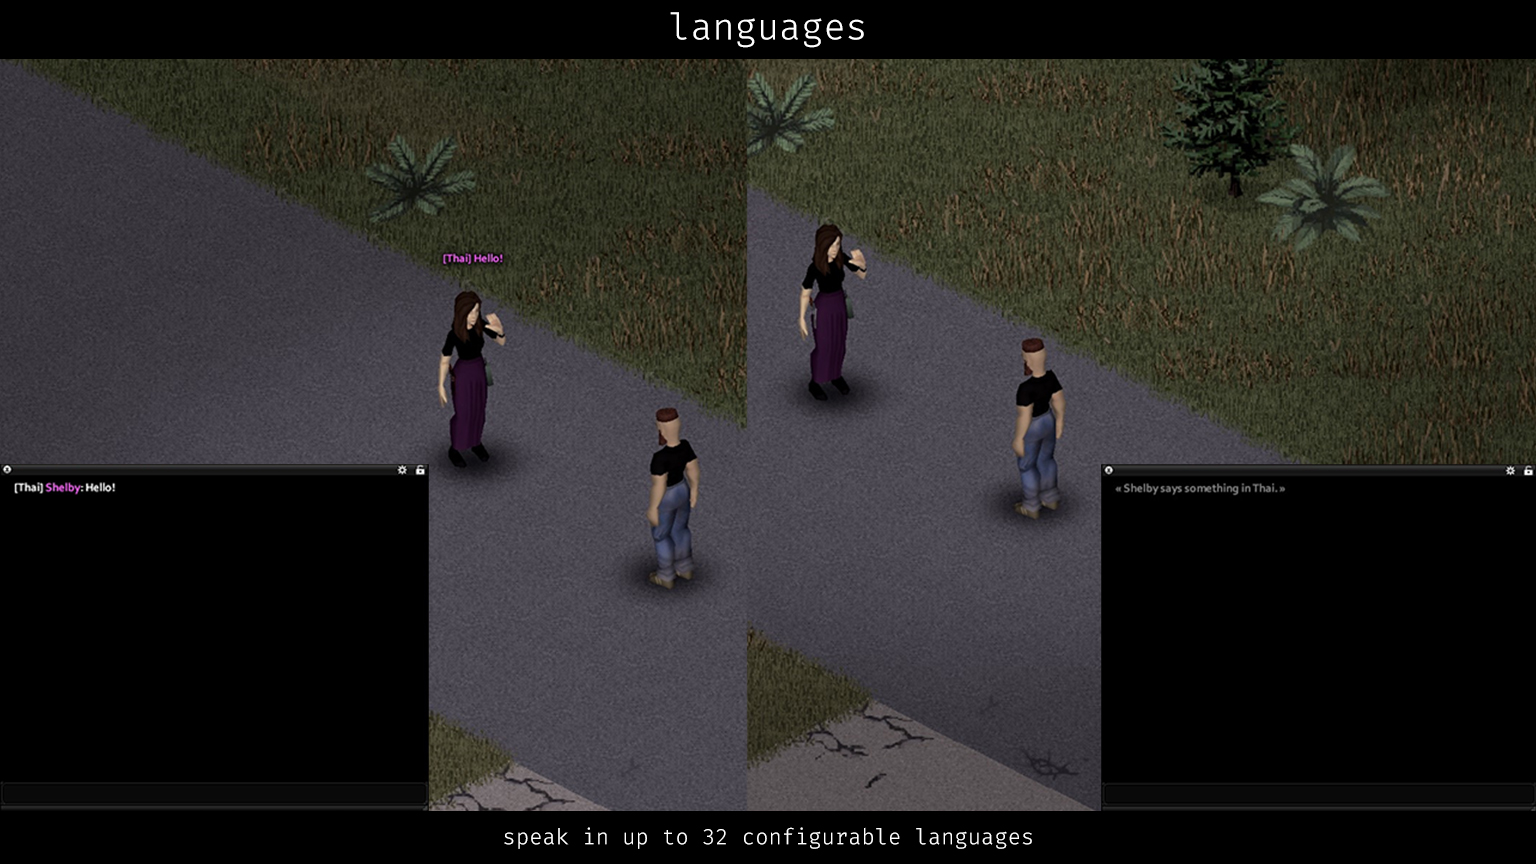 languages
[Thai] Hello!
[Thai] Shelby: Hello!
« Shelby says something in Thai. »
speak in up to 32 configurable languages